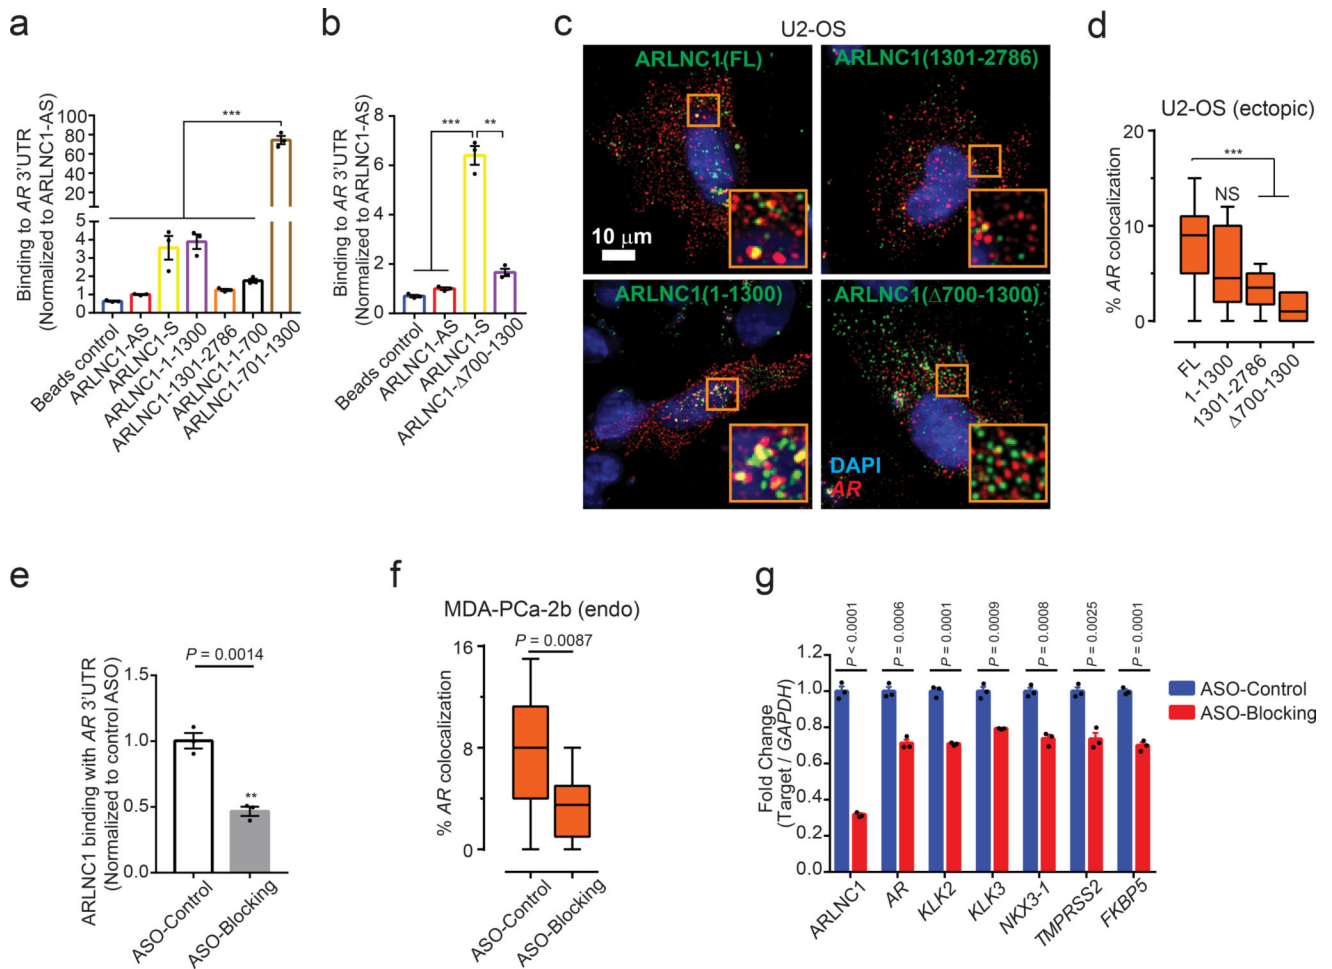 a
Binding to AR 3'UTR
(Normalized to ARLNC1-AS)
100
80
60
40
20
4
3
2
1
0
***
Beads control
ARLNC1-AS
ARLNC1-S
ARLNC1-1-1300
ARLNC1-1301-2786
ARLNC1-1-700
ARLNC1-701-1300
b
Binding to AR 3'UTR
(Normalized to ARLNC1-AS)
8
6
4
2
0
***
**
Beads control
ARLNC1-AS
ARLNC1-S
ARLNC1-Δ700-1300
c
U2-OS
ARLNC1(FL)
10 μm
ARLNC1(1301-2786)
ARLNC1(1-1300)
ARLNC1(Δ700-1300)
DAPI
AR
d
U2-OS (ectopic)
% AR colocalization
20
10
0
***
NS
FL
1-1300
1301-2786
Δ700-1300
e
ARLNC1 binding with AR 3'UTR
(Normalized to control ASO)
P = 0.0014
1.5
1.0
0.5
0.0
**
ASO-Control
ASO-Blocking
f
MDA-PCa-2b (endo)
P = 0.0087
% AR colocalization
16
8
0
ASO-Control
ASO-Blocking
g
P < 0.0001
P = 0.0006
P = 0.0001
P = 0.0009
P = 0.0008
P = 0.0025
P = 0.0001
Fold Change
(Target / GAPDH)
1.2
1.0
0.8
0.6
0.4
0.2
0.0
ARLNC1
AR
KLK2
KLK3
NKX3-1
TMPRSS2
FKBP5
ASO-Control
ASO-Blocking